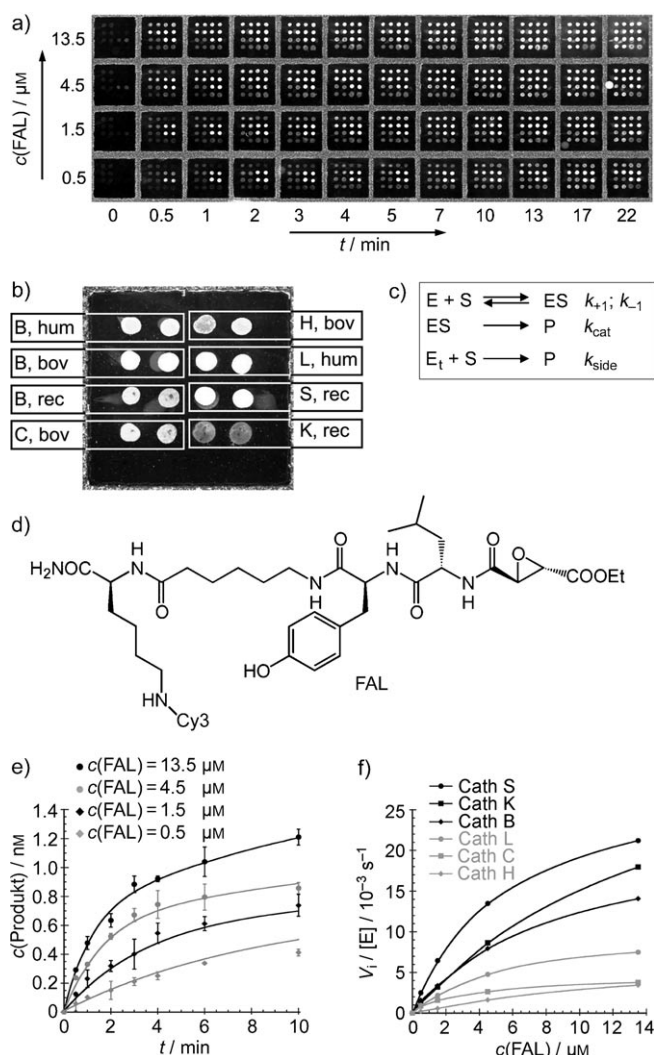 a)
c(FAL) / µM
13.5
4.5
1.5
0.5
0 0.5 1 2 3 4 5 7 10 13 17 22
t / min
b)
B, hum
B, bov
B, rec
C, bov
H, bov
L, hum
S, rec
K, rec
c)
E + S ⇌ ES k+1; k–1
ES → P kcat
Et + S → P kside
d)
H2N
O
H
N
O
N
H
O
H
N
O
N
H
O
O
COOEt
HO
HN
Cy3
FAL
e)
c(FAL) = 13.5 µM
c(FAL) = 4.5 µM
c(FAL) = 1.5 µM
c(FAL) = 0.5 µM
c(Produkt) / nM
1.4
1.2
1.0
0.8
0.6
0.4
0.2
0
0 2 4 6 8 10
t / min
f)
Cath S
Cath K
Cath B
Cath L
Cath C
Cath H
Vi / [E] / 10–3 s–1
25
20
15
10
5
0
0 2 4 6 8 10 12 14
c(FAL) / µM